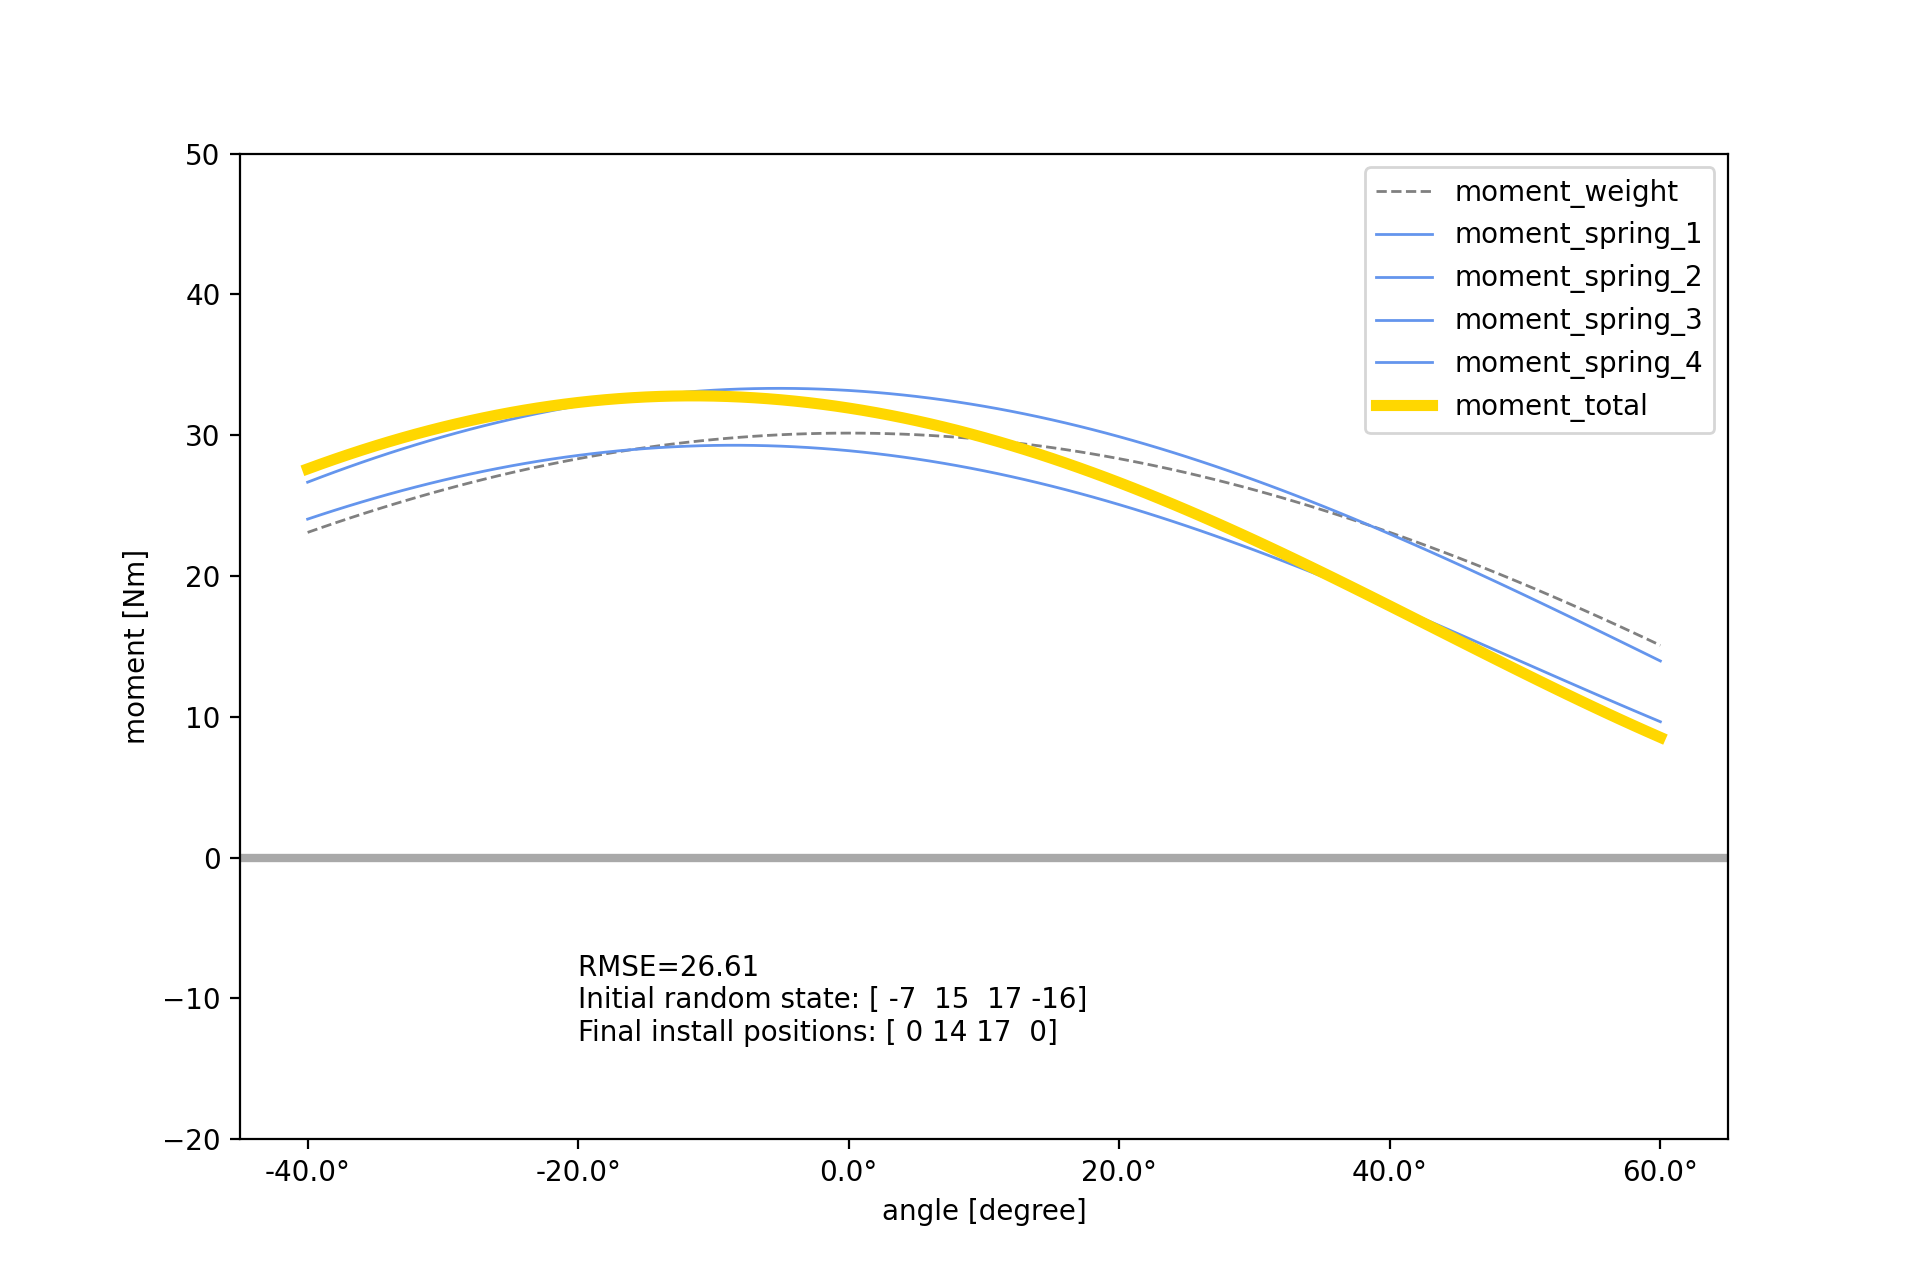 50
40
30
20
10
0
−10
−20
moment [Nm]
moment_weight
moment_spring_1
moment_spring_2
moment_spring_3
moment_spring_4
moment_total
RMSE=26.61
Initial random state: [ -7  15  17 -16]
Final install positions: [ 0 14 17  0]
-40.0° -20.0° 0.0° 20.0° 40.0° 60.0°
angle [degree]